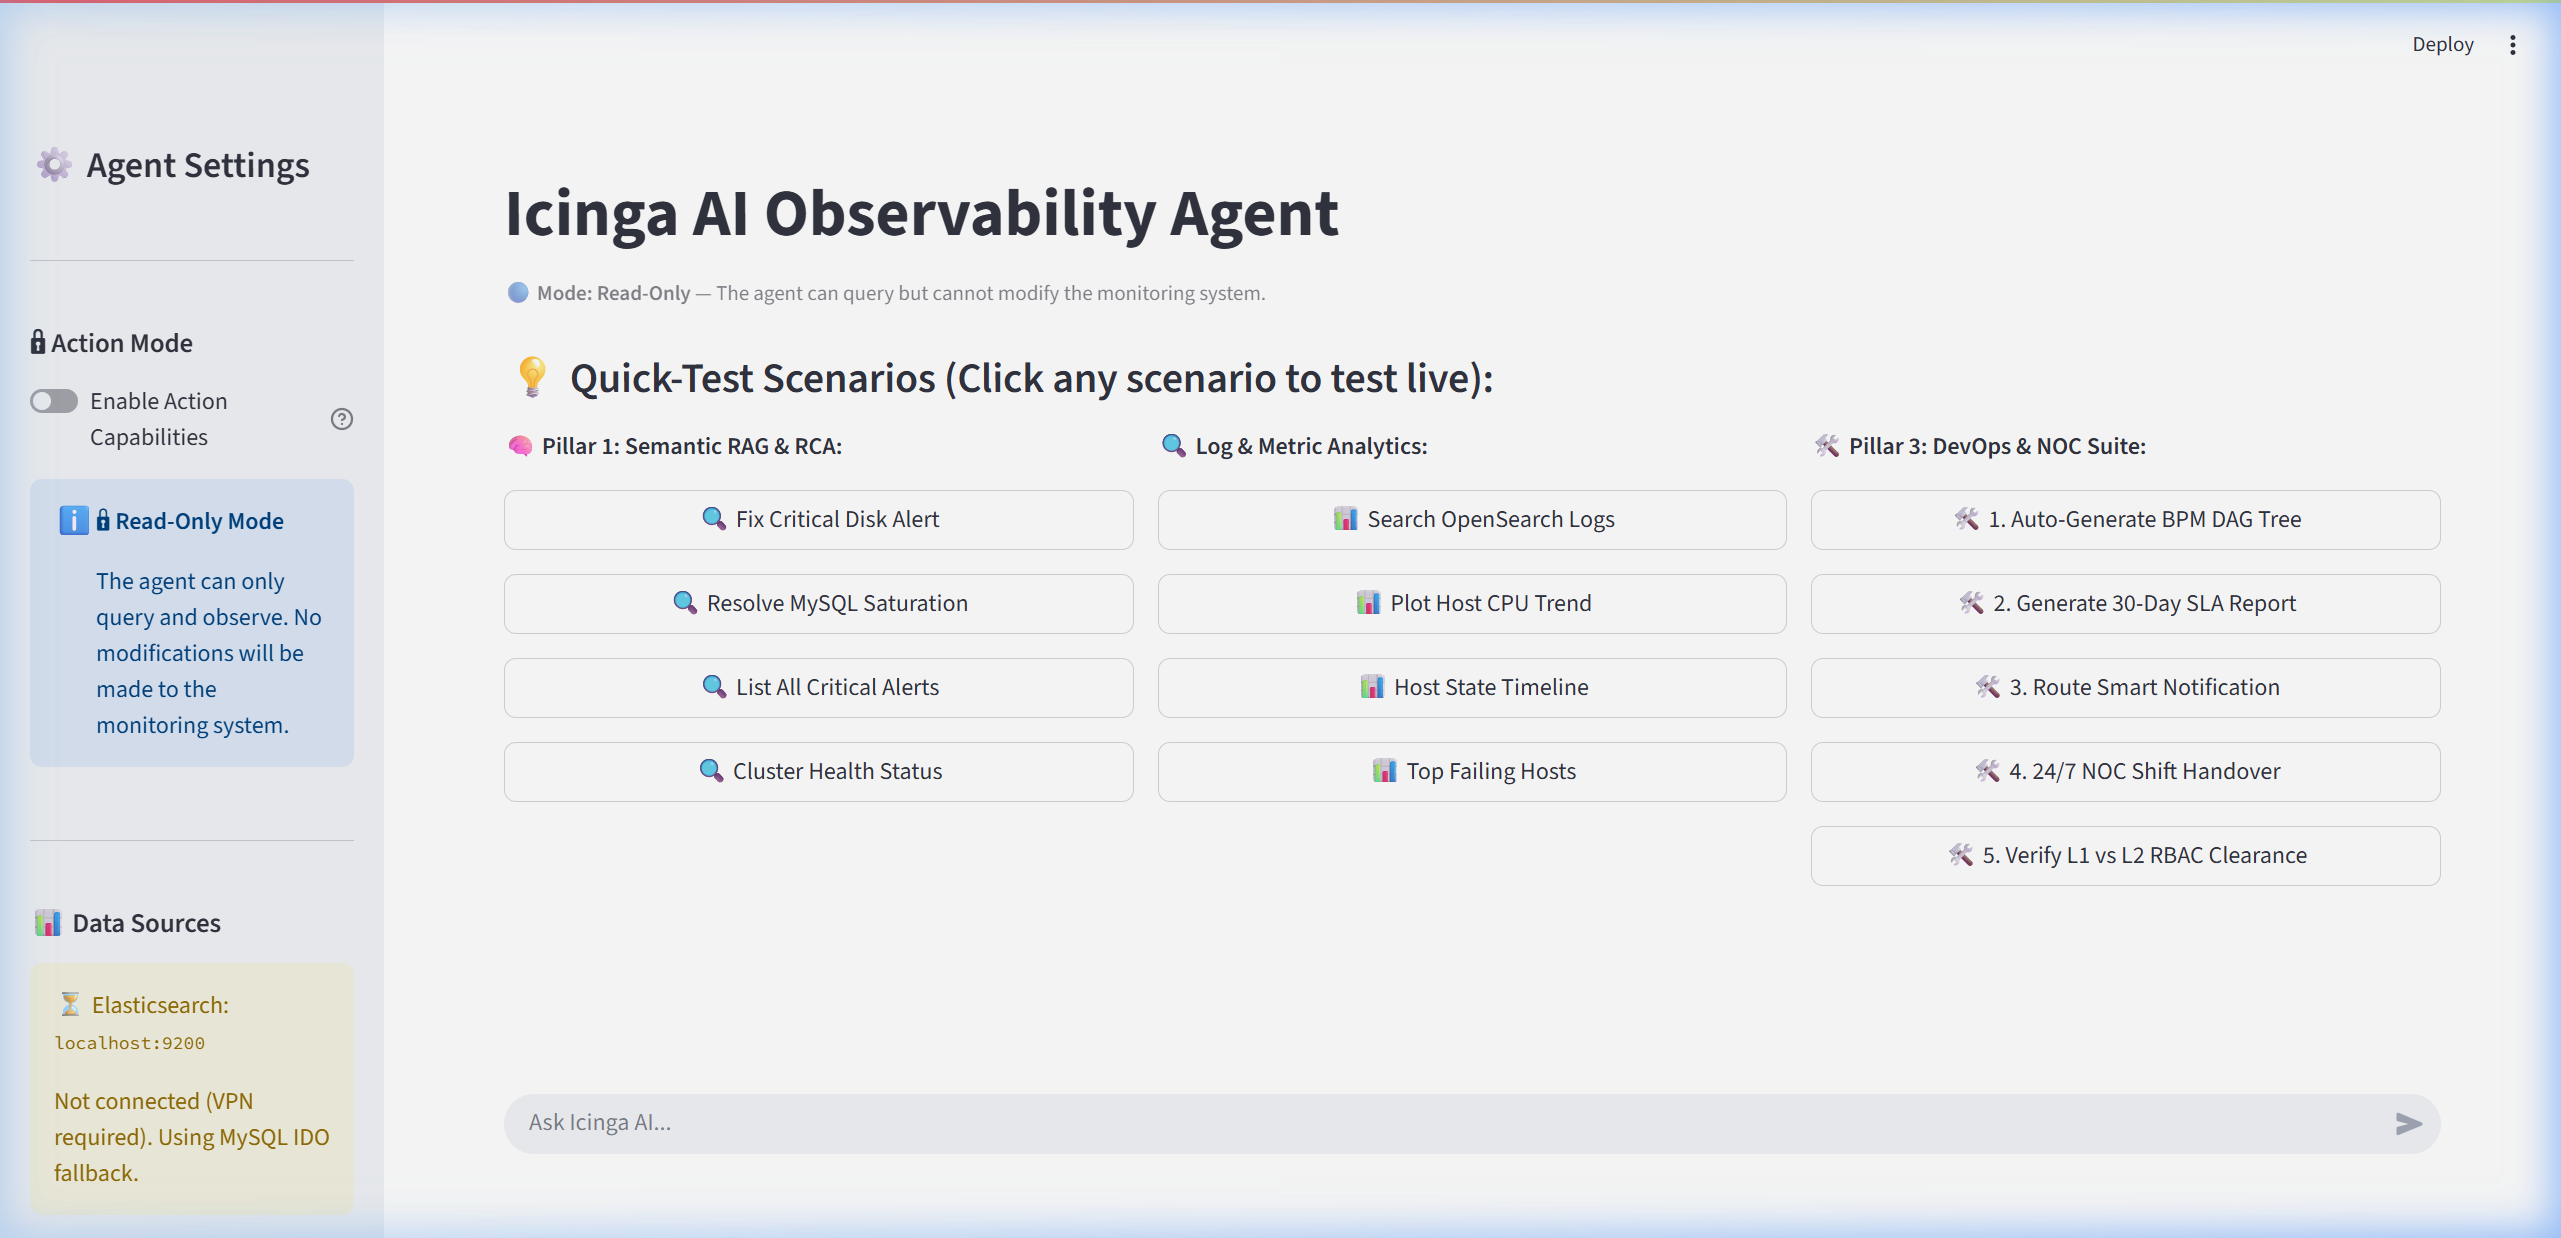 Deploy
Agent Settings
Action Mode
Enable Action
Capabilities
Read-Only Mode
The agent can only
query and observe. No
modifications will be
made to the
monitoring system.
Data Sources
Elasticsearch:
localhost:9200
Not connected (VPN
required). Using MySQL IDO
fallback.
Icinga AI Observability Agent
Mode: Read-Only — The agent can query but cannot modify the monitoring system.
Quick-Test Scenarios (Click any scenario to test live):
Pillar 1: Semantic RAG & RCA:
Fix Critical Disk Alert
Resolve MySQL Saturation
List All Critical Alerts
Cluster Health Status
Log & Metric Analytics:
Search OpenSearch Logs
Plot Host CPU Trend
Host State Timeline
Top Failing Hosts
Pillar 3: DevOps & NOC Suite:
1. Auto-Generate BPM DAG Tree
2. Generate 30-Day SLA Report
3. Route Smart Notification
4. 24/7 NOC Shift Handover
5. Verify L1 vs L2 RBAC Clearance
Ask Icinga AI...